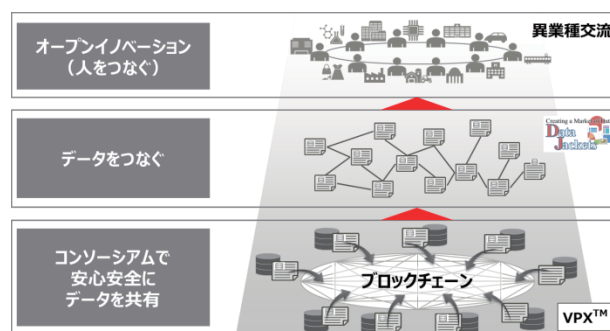 オープンイノベーション
（人をつなぐ）
異業種交流
データをつなぐ
Data
Jackets
コンソーシアムで
安心安全に
データを共有
ブロックチェーン
VPX™